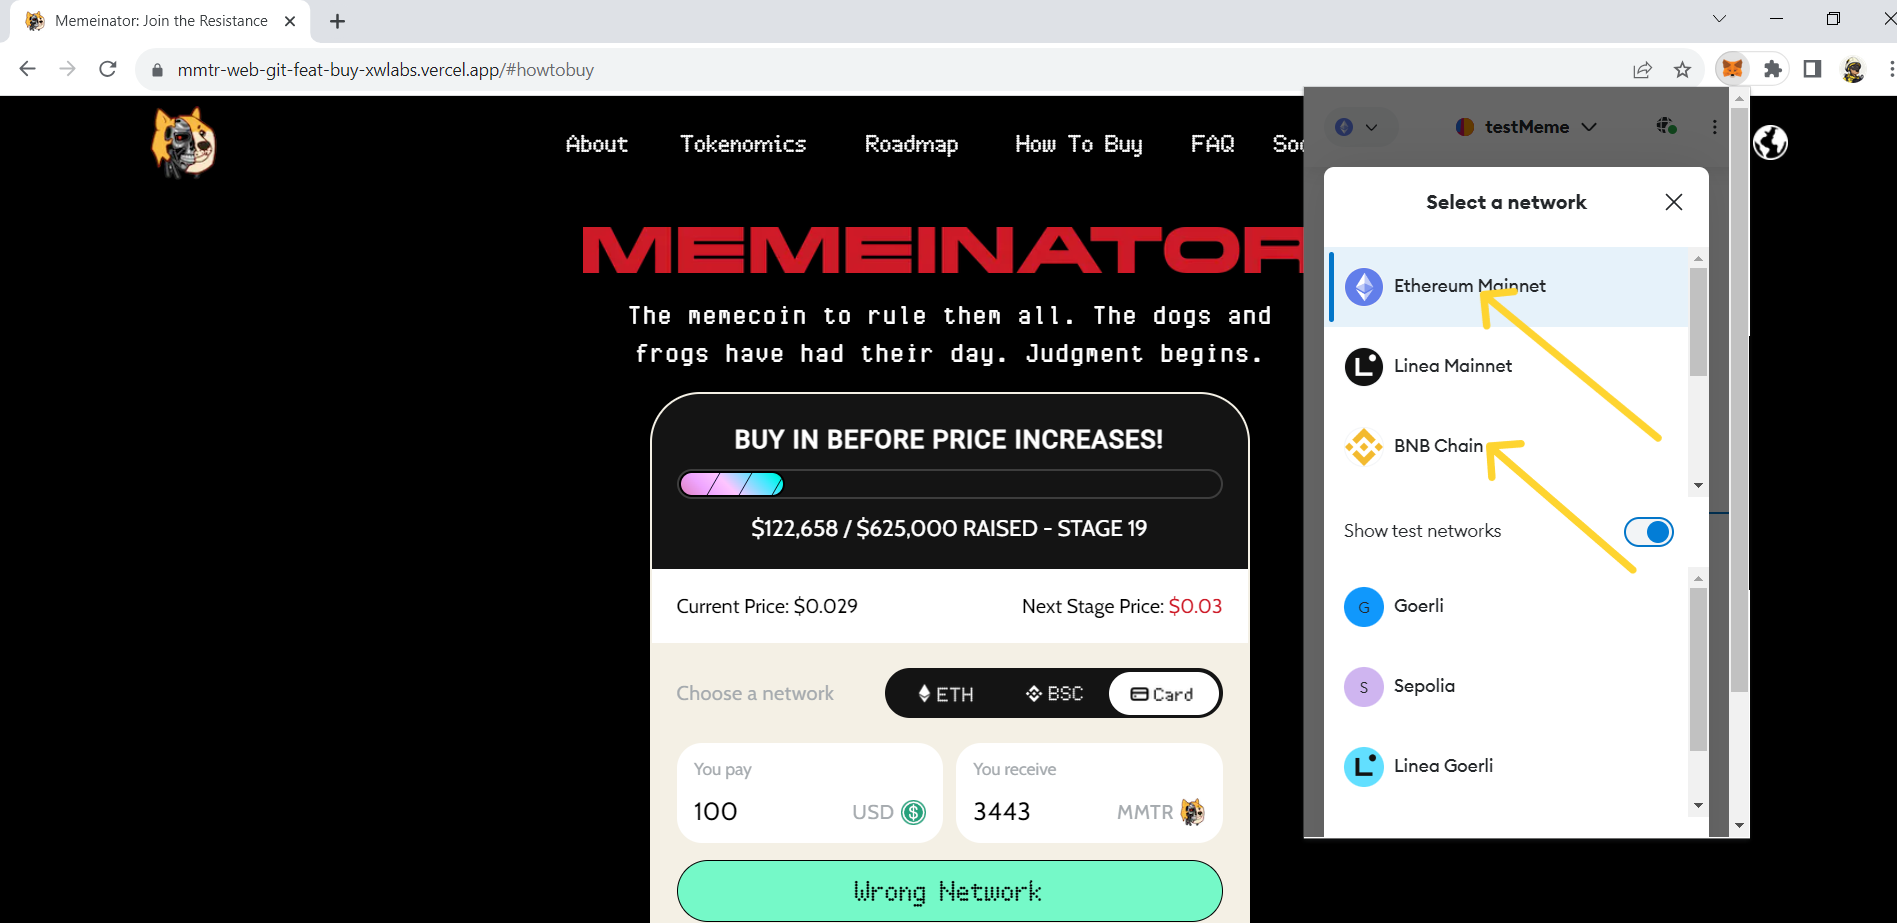 Memeinator: Join the Resistance
mmtr-web-git-feat-buy-xwlabs.vercel.app/#howtobuy
About Tokenomics Roadmap How To Buy FAQ
MEMEINATOR
The memecoin to rule them all. The dogs and
frogs have had their day. Judgment begins.
BUY IN BEFORE PRICE INCREASES!
$122,658 / $625,000 RAISED - STAGE 19
Current Price: $0.029 Next Stage Price: $0.03
Choose a network ETH BSC Card
You pay You receive
100 USD 3443 MMTR
Wrong Network
testMeme
Select a network
Ethereum Mainnet
Linea Mainnet
BNB Chain
Show test networks
G Goerli
S Sepolia
Linea Goerli